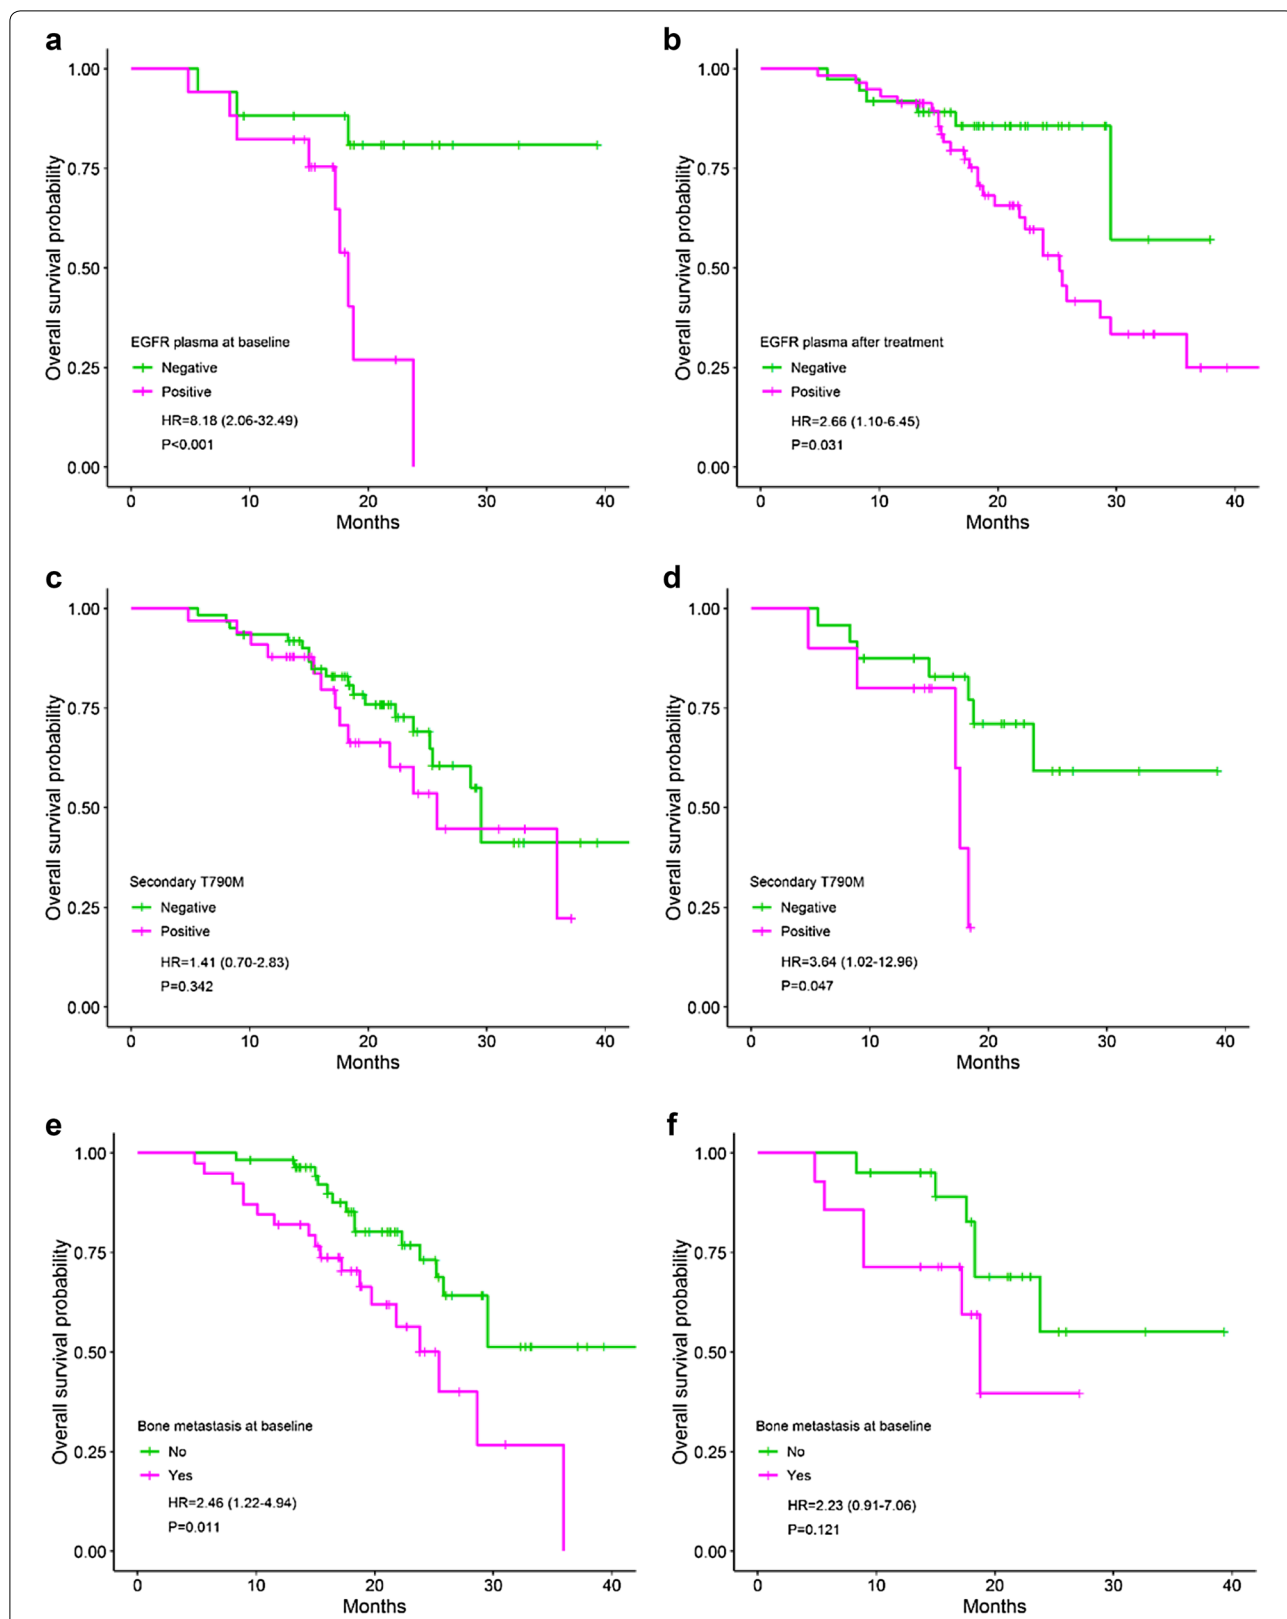 a
1.00
0.75
0.50
0.25
0.00
Overall survival probability
EGFR plasma at baseline
Negative
Positive
HR=8.18 (2.06-32.49)
P<0.001
0 10 20 30 40
Months
b
1.00
0.75
0.50
0.25
0.00
Overall survival probability
EGFR plasma after treatment
Negative
Positive
HR=2.66 (1.10-6.45)
P=0.031
0 10 20 30 40
Months
c
1.00
0.75
0.50
0.25
0.00
Overall survival probability
Secondary T790M
Negative
Positive
HR=1.41 (0.70-2.83)
P=0.342
0 10 20 30 40
Months
d
1.00
0.75
0.50
0.25
0.00
Overall survival probability
Secondary T790M
Negative
Positive
HR=3.64 (1.02-12.96)
P=0.047
0 10 20 30 40
Months
e
1.00
0.75
0.50
0.25
0.00
Overall survival probability
Bone metastasis at baseline
No
Yes
HR=2.46 (1.22-4.94)
P=0.011
0 10 20 30 40
Months
f
1.00
0.75
0.50
0.25
0.00
Overall survival probability
Bone metastasis at baseline
No
Yes
HR=2.23 (0.91-7.06)
P=0.121
0 10 20 30 40
Months